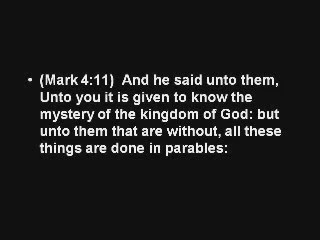 • (Mark 4:11)  And he said unto them,
Unto you it is given to know the
mystery of the kingdom of God: but
unto them that are without, all these
things are done in parables: